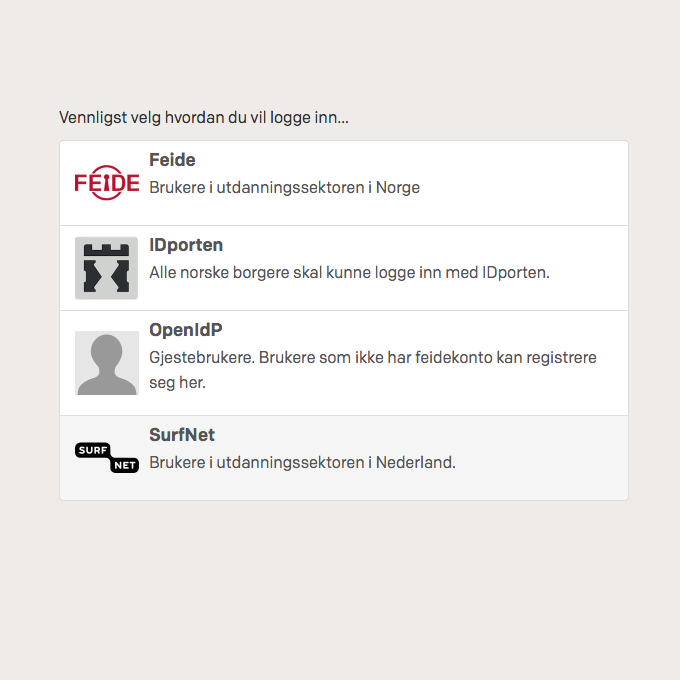 Vennligst velg hvordan du vil logge inn...
Feide
FEIDE
Brukere i utdanningssektoren i Norge
IDporten
Alle norske borgere skal kunne logge inn med IDporten.
OpenIdP
Gjestebrukere. Brukere som ikke har feidekonto kan registrere
seg her.
SurfNet
SURF
NET
Brukere i utdanningssektoren i Nederland.